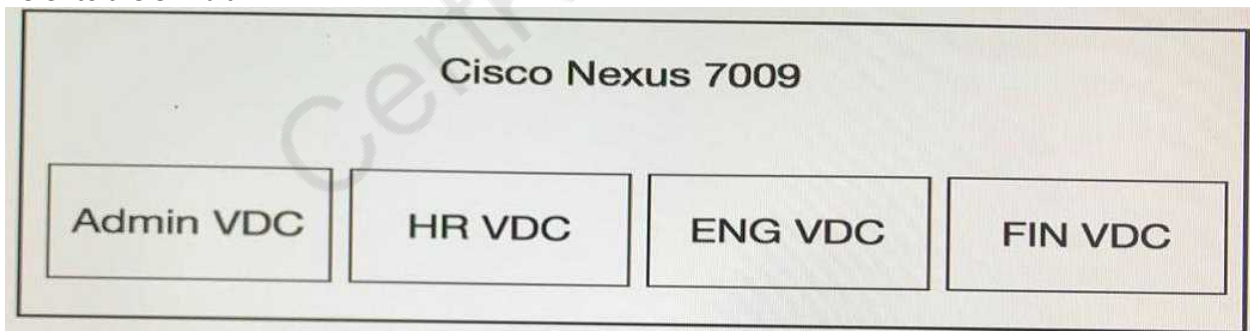 Cisco Nexus 7009
Admin VDC
HR VDC
ENG VDC
FIN VDC